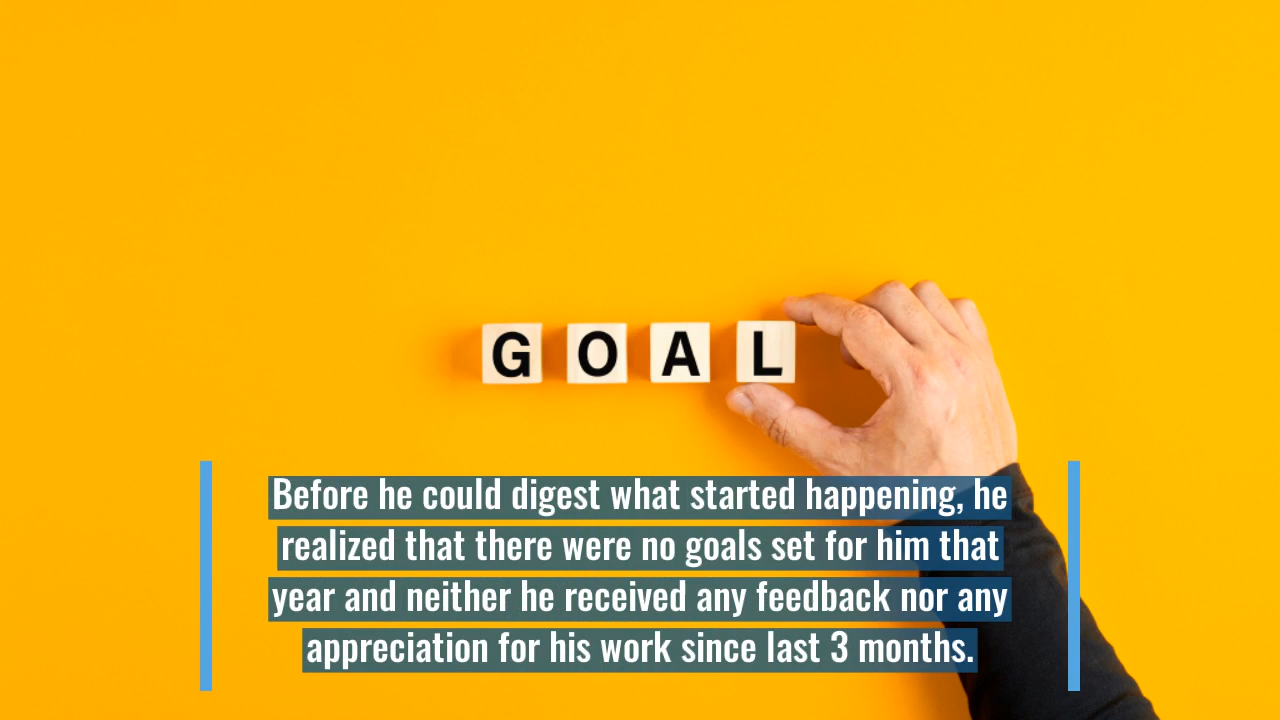 GOAL
Before he could digest what started happening, he
realized that there were no goals set for him that
year and neither he received any feedback nor any
appreciation for his work since last 3 months.